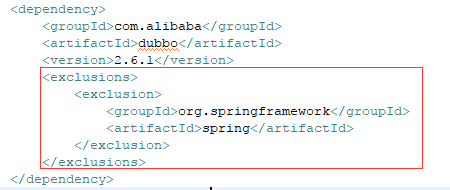 <dependency>
<groupId>com.alibaba</groupId>
<artifactId>dubbo</artifactId>
<version>2.6.1</version>
<exclusions>
<exclusion>
<groupId>org.springframework</groupId>
<artifactId>spring</artifactId>
</exclusion>
</exclusions>
</dependency>